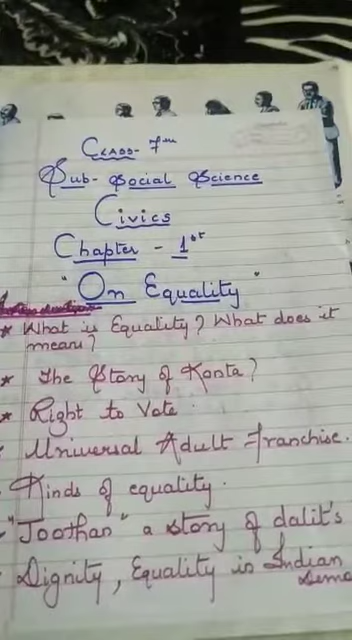 Class- 7th
Sub- Social Science
Civics
Chapter - 1st
"On Equality"
* What is Equality? What does it
mean?
* The Story of Kanta?
* Right to Vote.
Universal Adult Franchise.
Kinds of equality.
"Joothan" a story of dalit's
Dignity, Equality in Indian